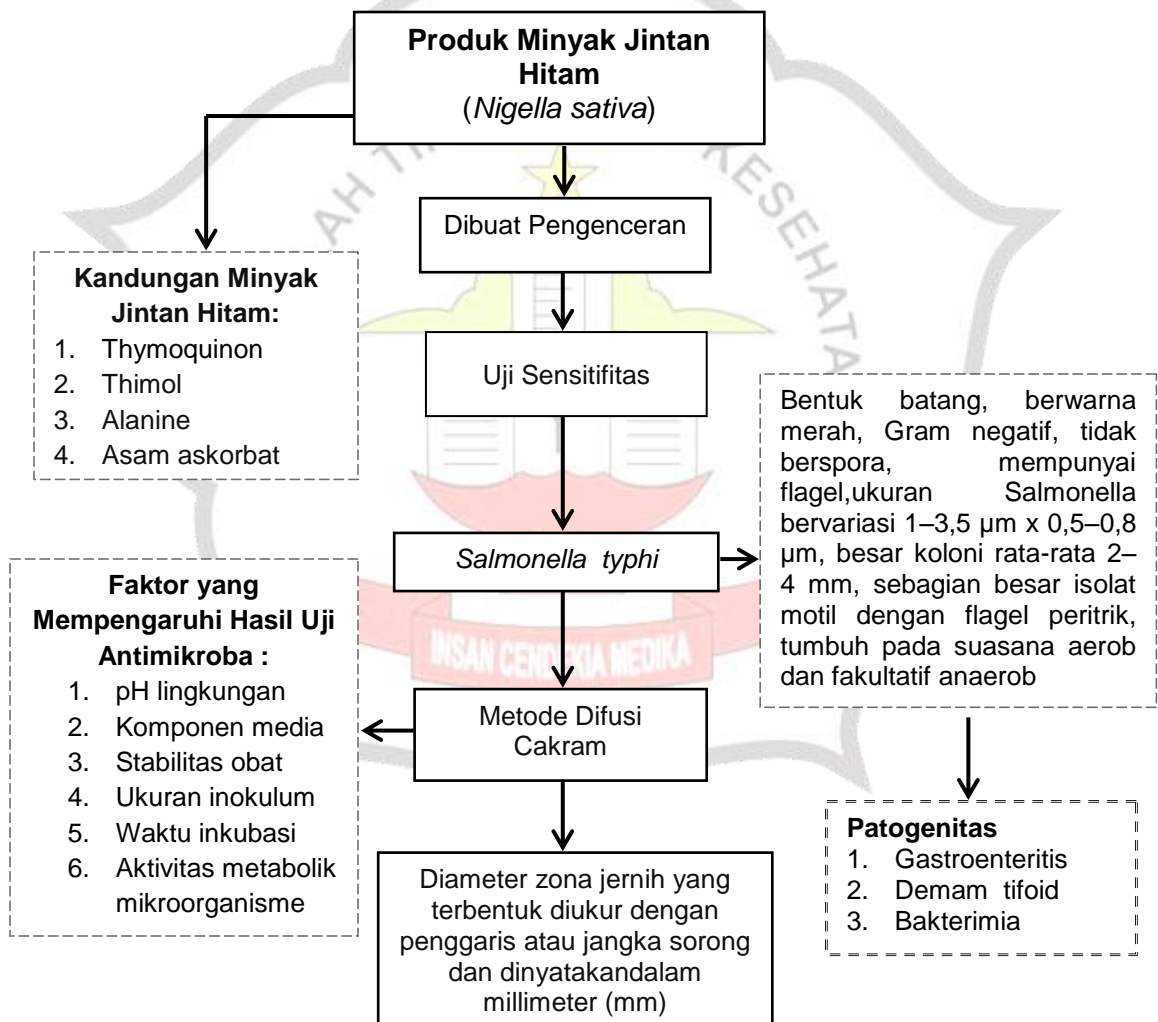 Produk Minyak Jintan
Hitam
(Nigella sativa)
Dibuat Pengenceran
Kandungan Minyak
Jintan Hitam:
1. Thymoquinon
2. Thimol
3. Alanine
4. Asam askorbat
Uji Sensitifitas
Bentuk batang, berwarna
merah, Gram negatif, tidak
berspora, mempunyai
flagel,ukuran Salmonella
bervariasi 1–3,5 µm x 0,5–0,8
µm, besar koloni rata-rata 2–
4 mm, sebagian besar isolat
motil dengan flagel peritrik,
tumbuh pada suasana aerob
dan fakultatif anaerob
Salmonella typhi
Faktor yang
Mempengaruhi Hasil Uji
Antimikroba :
1. pH lingkungan
2. Komponen media
3. Stabilitas obat
4. Ukuran inokulum
5. Waktu inkubasi
6. Aktivitas metabolik
mikroorganisme
Metode Difusi
Cakram
Patogenitas
1. Gastroenteritis
2. Demam tifoid
3. Bakterimia
Diameter zona jernih yang
terbentuk diukur dengan
penggaris atau jangka sorong
dan dinyatakandalam
millimeter (mm)
INSAN CENDEKIA MEDIKA